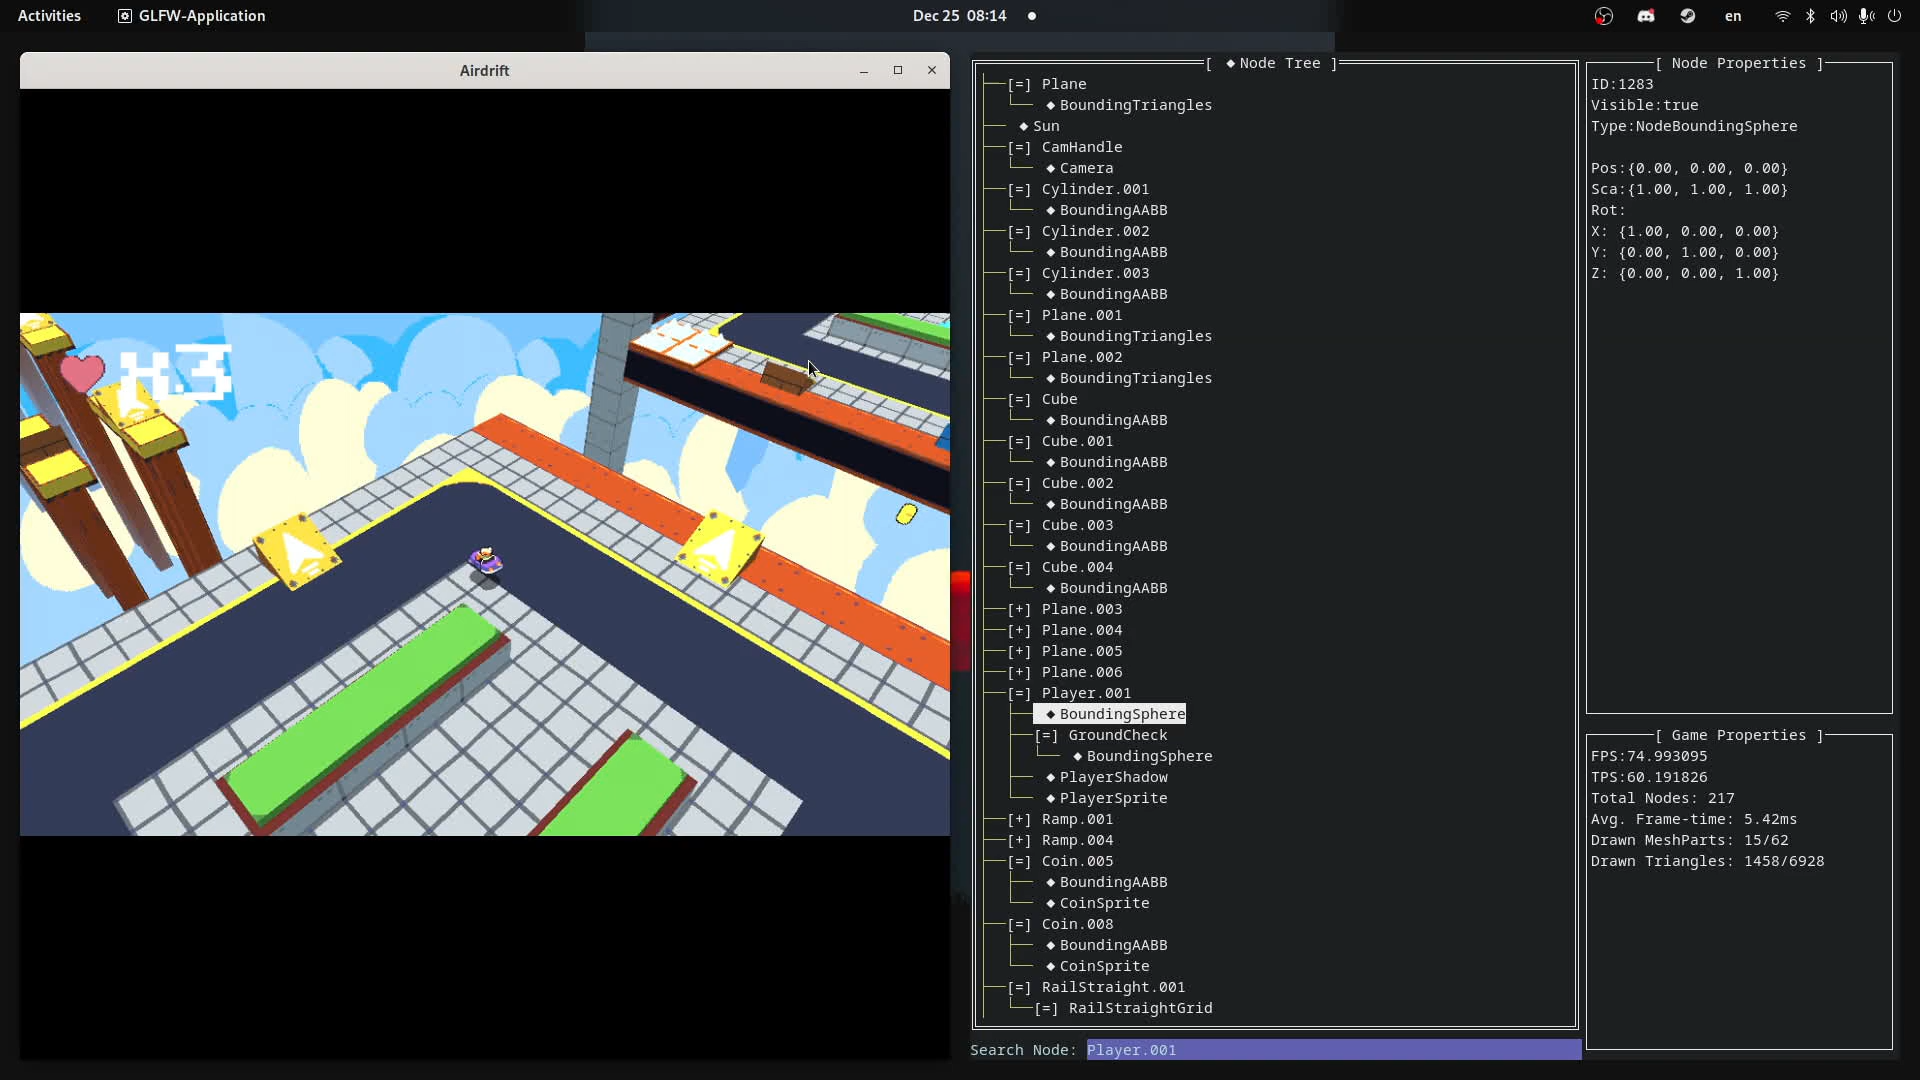 Activities GLFW-Application Dec 25 08:14 en
Airdrift
x.3
[ ◆Node Tree ]
[=] Plane
◆BoundingTriangles
◆Sun
[=] CamHandle
◆Camera
[=] Cylinder.001
◆BoundingAABB
[=] Cylinder.002
◆BoundingAABB
[=] Cylinder.003
◆BoundingAABB
[=] Plane.001
◆BoundingTriangles
[=] Plane.002
◆BoundingTriangles
[=] Cube
◆BoundingAABB
[=] Cube.001
◆BoundingAABB
[=] Cube.002
◆BoundingAABB
[=] Cube.003
◆BoundingAABB
[=] Cube.004
◆BoundingAABB
[+] Plane.003
[+] Plane.004
[+] Plane.005
[+] Plane.006
[=] Player.001
◆BoundingSphere
[=] GroundCheck
◆BoundingSphere
◆PlayerShadow
◆PlayerSprite
[+] Ramp.001
[+] Ramp.004
[=] Coin.005
◆BoundingAABB
◆CoinSprite
[=] Coin.008
◆BoundingAABB
◆CoinSprite
[=] RailStraight.001
[=] RailStraightGrid
Search Node: Player.001
[ Node Properties ]
ID:1283
Visible:true
Type:NodeBoundingSphere
Pos:{0.00, 0.00, 0.00}
Sca:{1.00, 1.00, 1.00}
Rot:
X: {1.00, 0.00, 0.00}
Y: {0.00, 1.00, 0.00}
Z: {0.00, 0.00, 1.00}
[ Game Properties ]
FPS:74.993095
TPS:60.191826
Total Nodes: 217
Avg. Frame-time: 5.42ms
Drawn MeshParts: 15/62
Drawn Triangles: 1458/6928